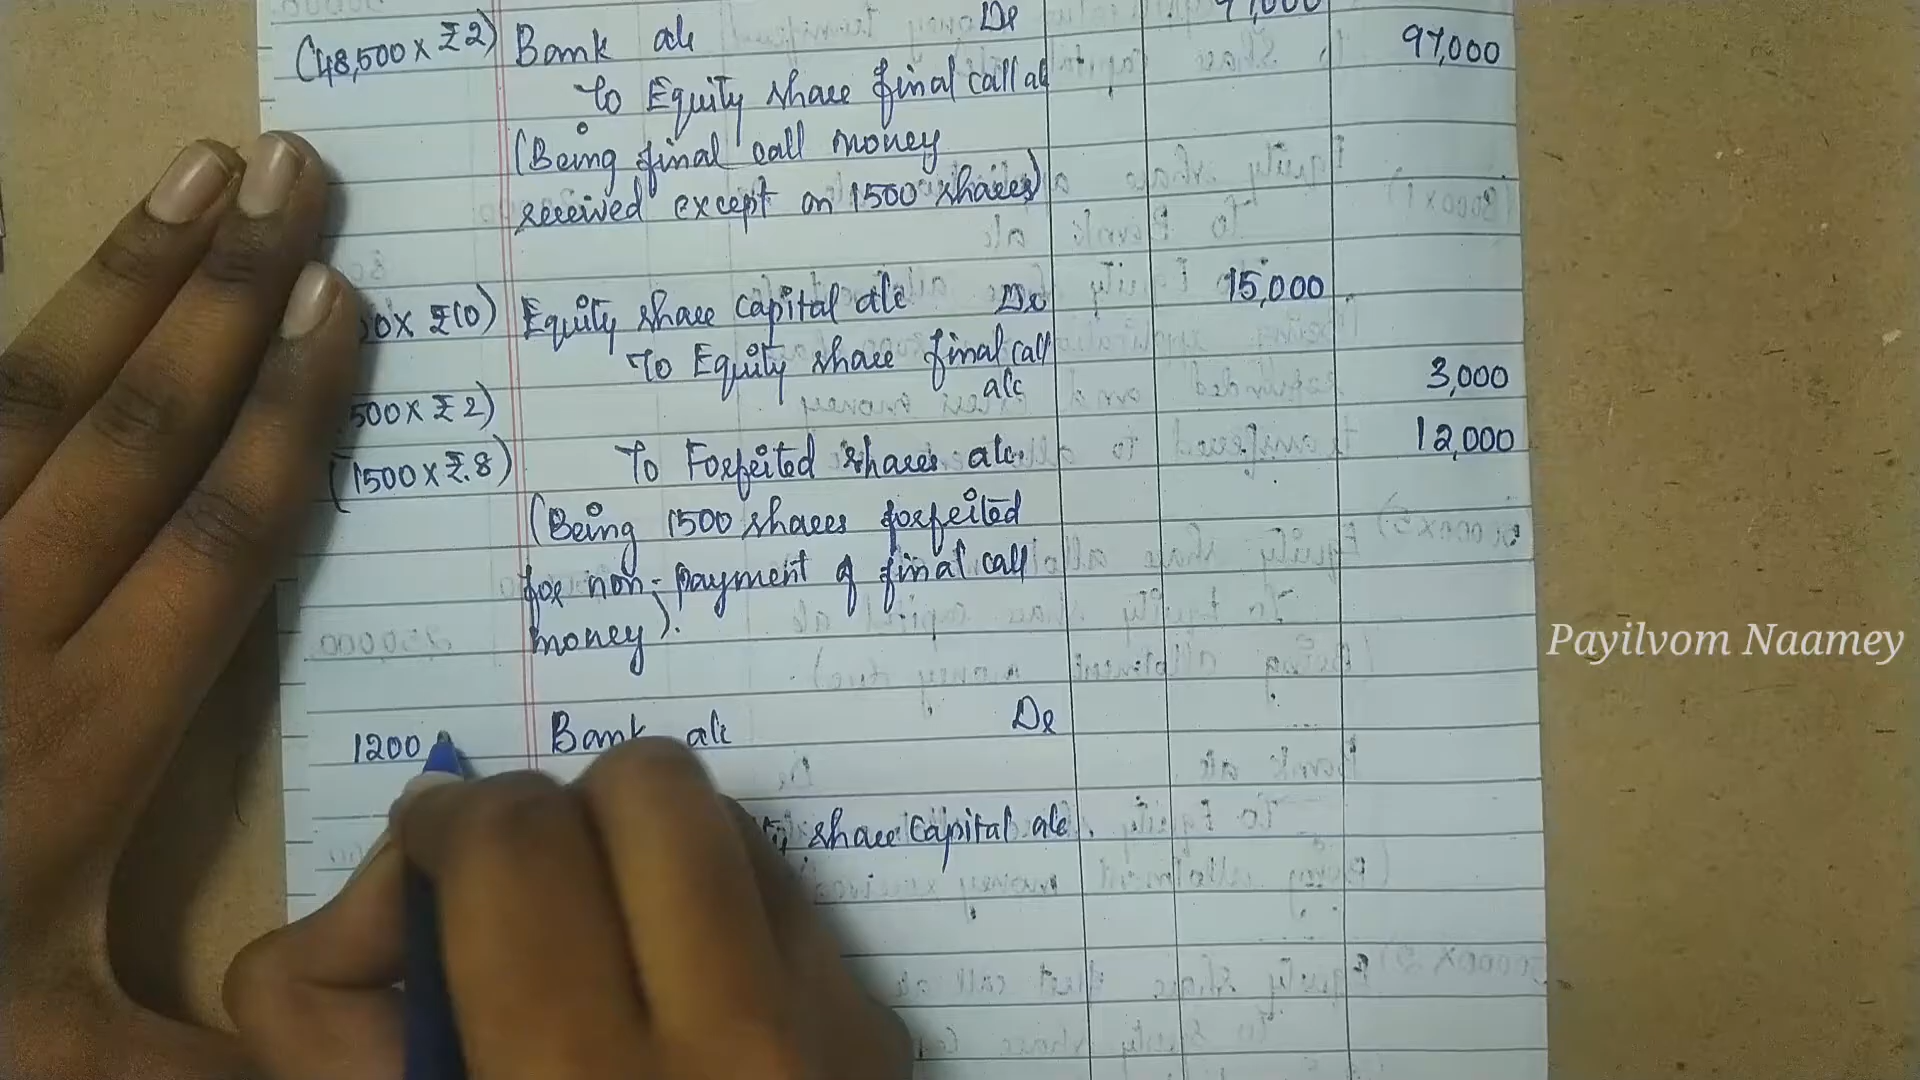 (48,500 x ₹2) Bank a/c Dr 97,000
To Equity share final call a/c 97,000
(Being final call money
received except on 1500 shares)
0x ₹10) Equity share capital a/c Dr 15,000
To Equity share final call
a/c 3,000
500x ₹2)
(1500 x ₹.8) To Forfeited shares a/c. 12,000
(Being 1500 shares forfeited
for non-payment of final call
money).
1200 Bank a/c Dr
share capital a/c
Payilvom Naamey